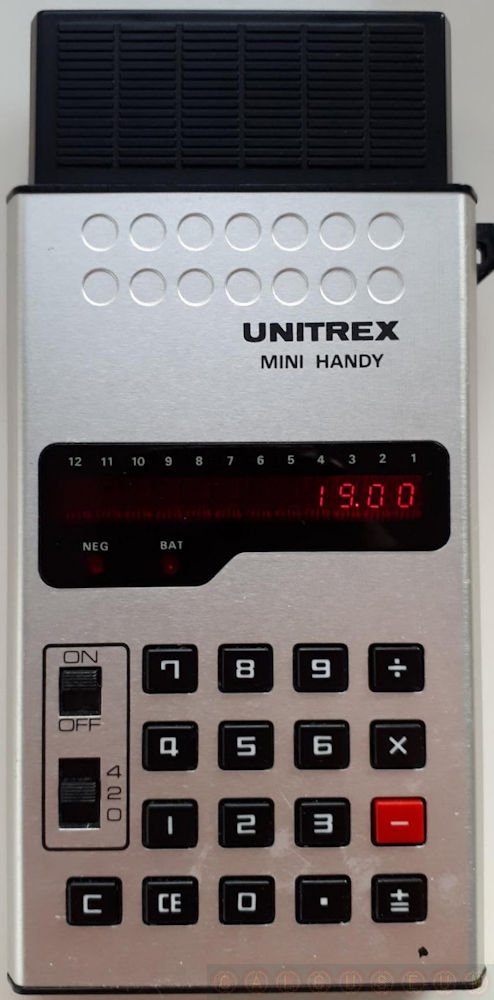 UNITREX
MINI HANDY
12 11 10 9 8 7 6 5 4 3 2 1
19.00
NEG BAT
ON
OFF
4
2
0
7 8 9 ÷
4 5 6 ×
1 2 3 −
C CE 0 . ±
CALCUSEUM